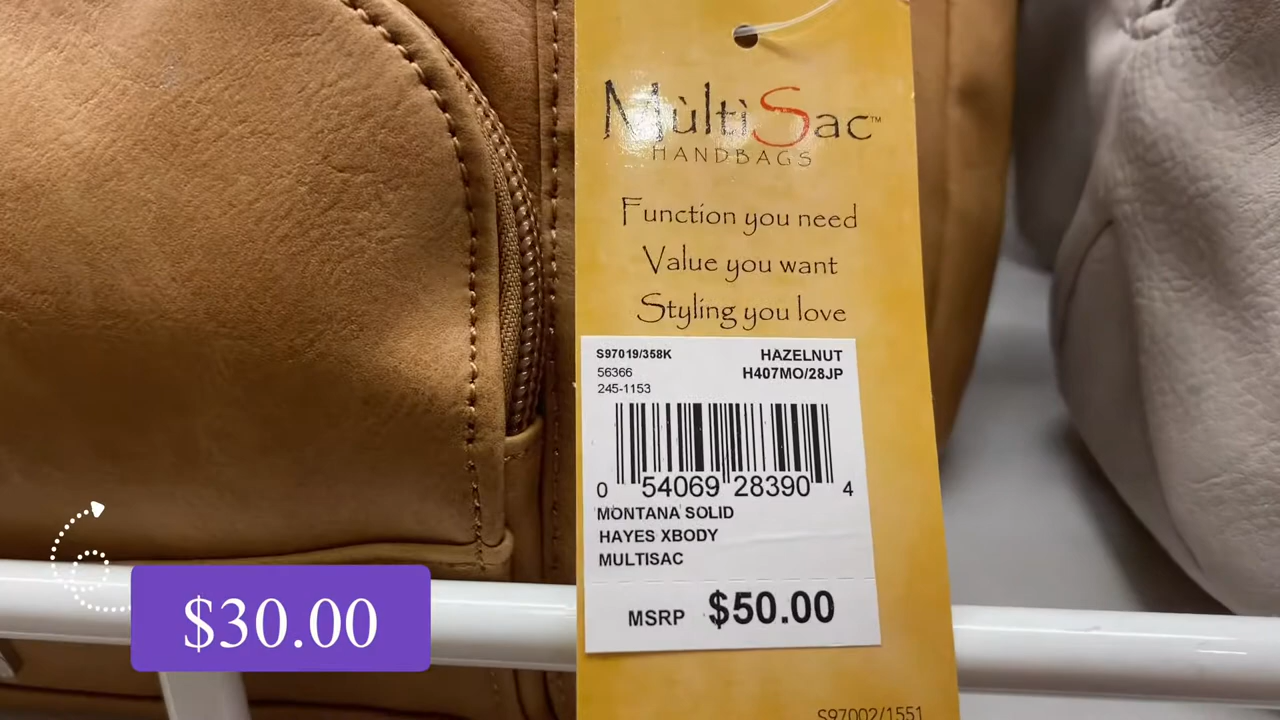 MùltìSac™
HANDBAGS
Function you need
Value you want
Styling you love
S97019/358K HAZELNUT
56366 H407MO/28JP
245-1153
0 54069 28390 4
MONTANA SOLID
HAYES XBODY
MULTISAC
MSRP $50.00
$30.00
S97002/1551